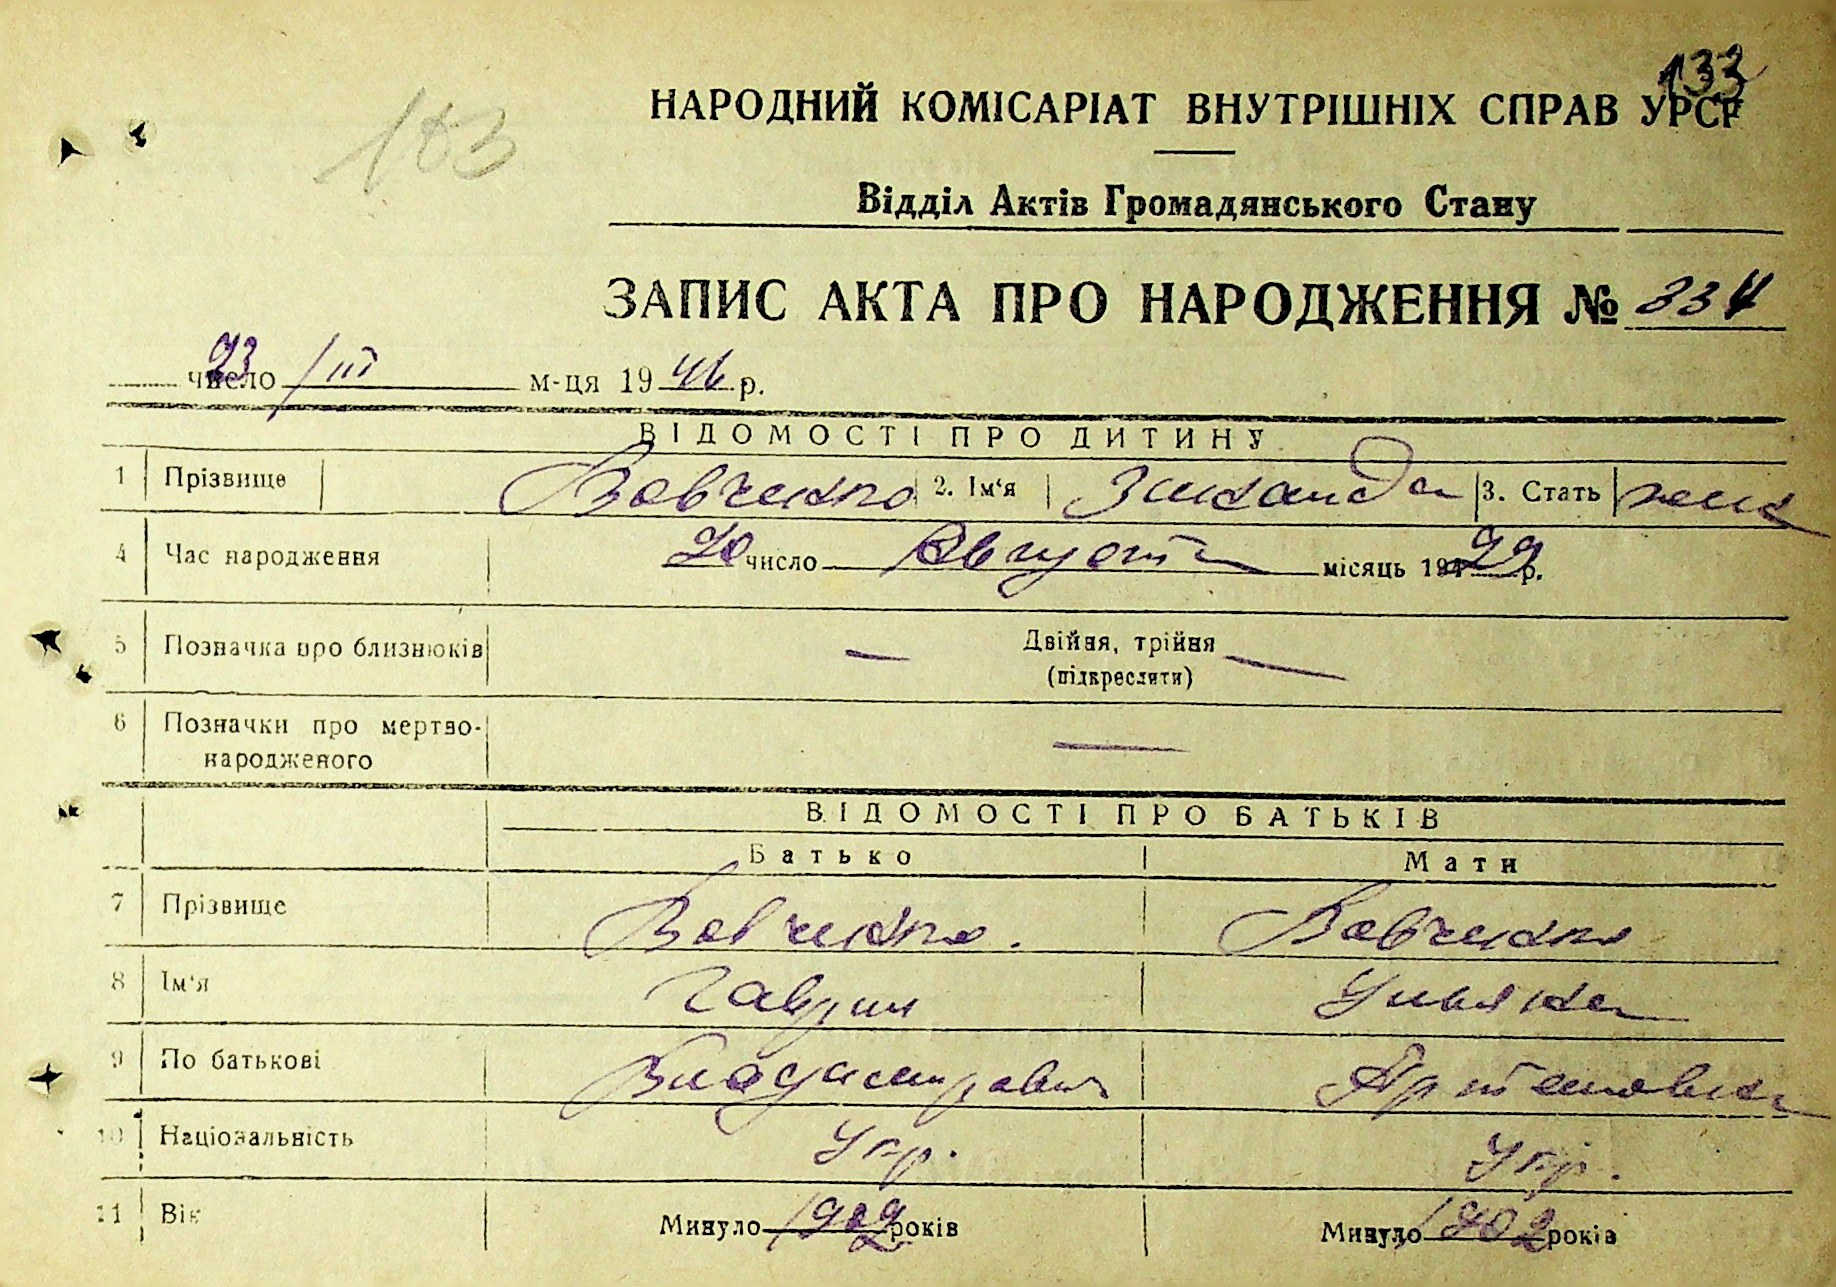 133
НАРОДНИЙ КОМІСАРІАТ ВНУТРІШНІХ СПРАВ УРСР
183
Відділ Актів Громадянського Стану
ЗАПИС АКТА ПРО НАРОДЖЕННЯ № 334
23 число III м-ця 1946 р.
ВІДОМОСТІ ПРО ДИТИНУ
1 Прізвище Вовченко 2. Ім'я Зинаида 3. Стать жен
4 Час народження 20 число Августа місяць 1929 р.
5 Позначка про близнюків — Двійня, трійня —
(підкреслити)
6 Позначки про мертво-
народженого —
ВІДОМОСТІ ПРО БАТЬКІВ
Батько Мати
7 Прізвище Вовченко. Вовченко
8 Ім'я Гаврил Ульяна
9 По батькові Владимирович Артемовна
10 Національність Укр. Укр.
11 Вік Минуло 1902 років Минуло 1902 років